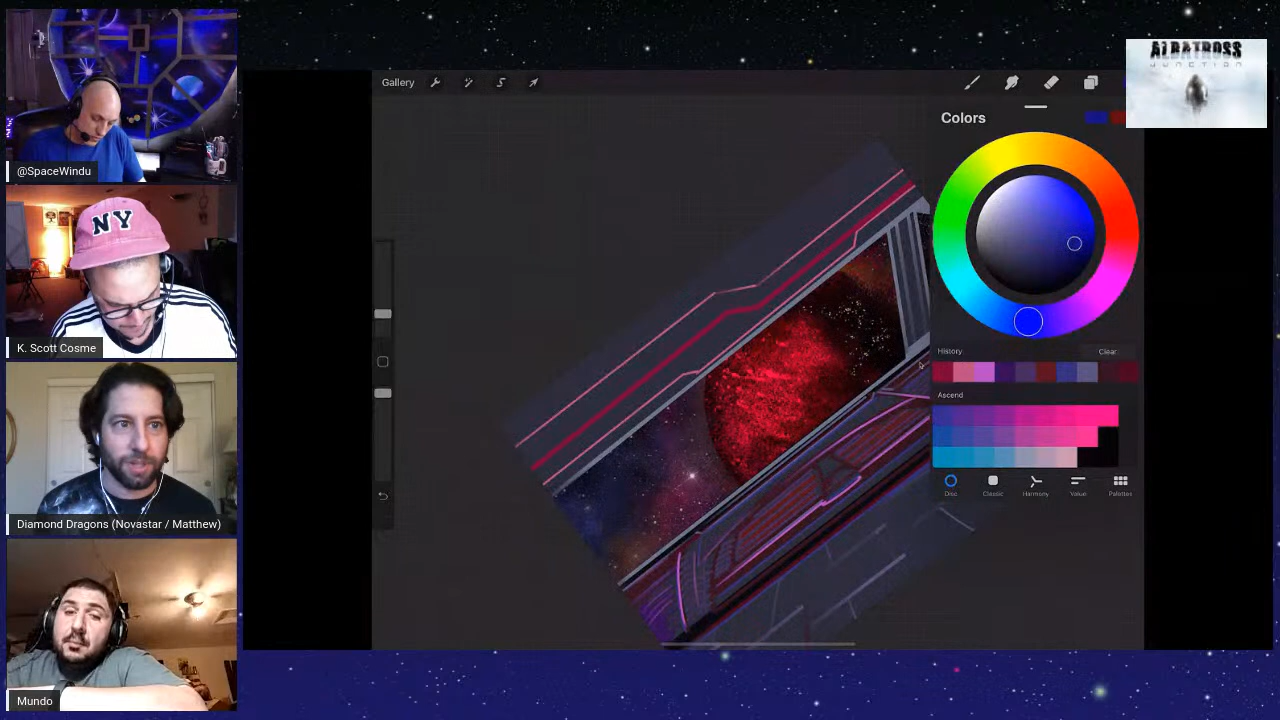 @SpaceWindu
NY
K. Scott Cosme
Diamond Dragons (Novastar / Matthew)
Mundo
Gallery
S
Colors
History
Clear
Ascend
Disc
Classic
Harmony
Value
Palettes
ALBATROSS
JUNCTION